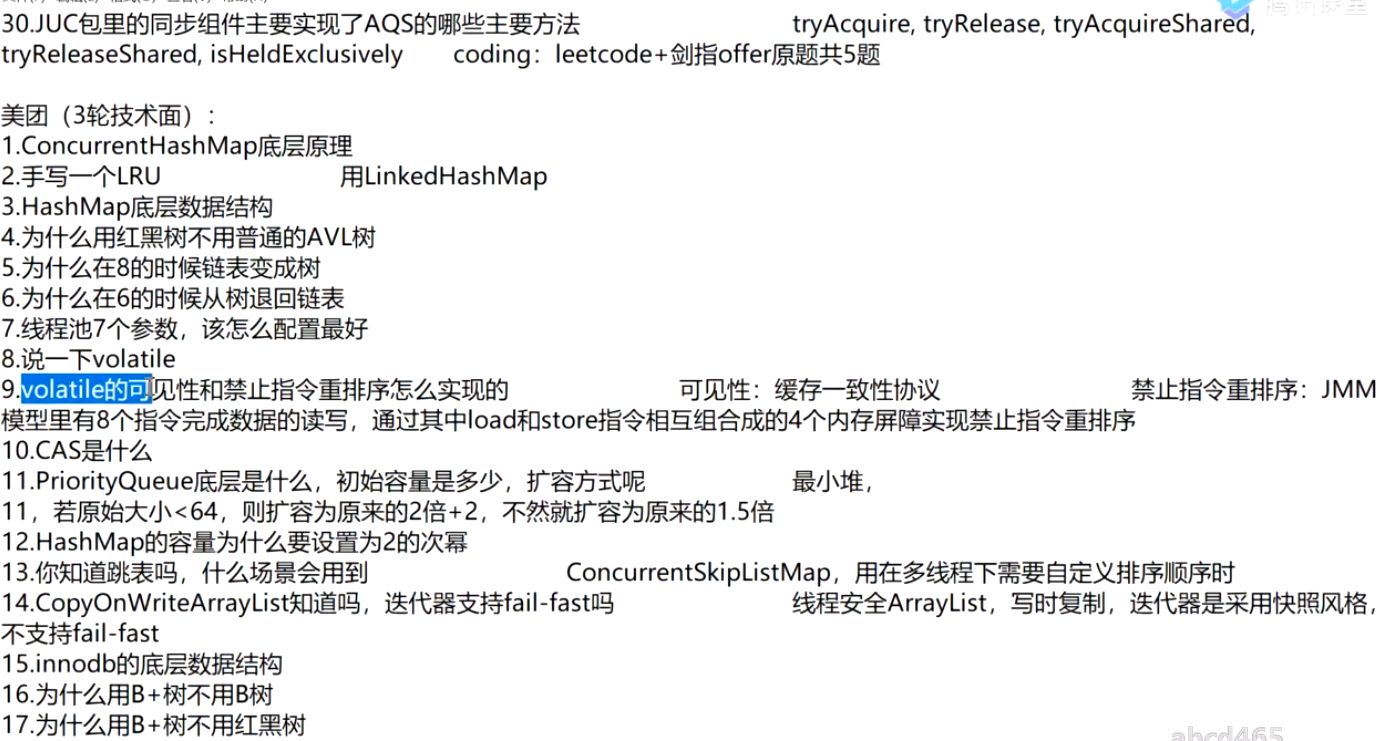 30.JUC包里的同步组件主要实现了AQS的哪些主要方法 tryAcquire, tryRelease, tryAcquireShared,
tryReleaseShared, isHeldExclusively coding：leetcode+剑指offer原题共5题
美团（3轮技术面）：
1.ConcurrentHashMap底层原理
2.手写一个LRU 用LinkedHashMap
3.HashMap底层数据结构
4.为什么用红黑树不用普通的AVL树
5.为什么在8的时候链表变成树
6.为什么在6的时候从树退回链表
7.线程池7个参数，该怎么配置最好
8.说一下volatile
9.volatile的可见性和禁止指令重排序怎么实现的 可见性：缓存一致性协议 禁止指令重排序：JMM
模型里有8个指令完成数据的读写，通过其中load和store指令相互组合成的4个内存屏障实现禁止指令重排序
10.CAS是什么
11.PriorityQueue底层是什么，初始容量是多少，扩容方式呢 最小堆，
11，若原始大小<64，则扩容为原来的2倍+2，不然就扩容为原来的1.5倍
12.HashMap的容量为什么要设置为2的次幂
13.你知道跳表吗，什么场景会用到 ConcurrentSkipListMap，用在多线程下需要自定义排序顺序时
14.CopyOnWriteArrayList知道吗，迭代器支持fail-fast吗 线程安全ArrayList，写时复制，迭代器是采用快照风格，
不支持fail-fast
15.innodb的底层数据结构
16.为什么用B+树不用B树
17.为什么用B+树不用红黑树
abcd465